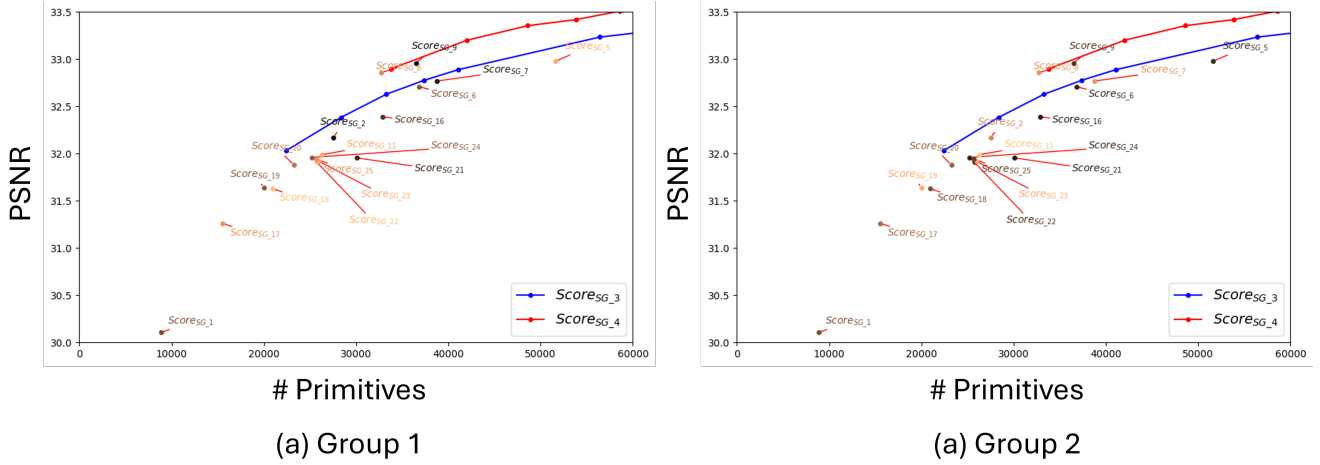 33.5
33.0
32.5
32.0
31.5
31.0
30.5
30.0
PSNR
Score_SG_9
Score_SG_5
Score_SG_8
Score_SG_7
Score_SG_6
Score_SG_2
Score_SG_16
Score_SG_20
Score_SG_11
Score_SG_24
Score_SG_25
Score_SG_21
Score_SG_19
Score_SG_18
Score_SG_23
Score_SG_22
Score_SG_17
Score_SG_1
Score_SG_3
Score_SG_4
0 10000 20000 30000 40000 50000 60000
# Primitives
(a) Group 1
33.5
33.0
32.5
32.0
31.5
31.0
30.5
30.0
PSNR
Score_SG_9
Score_SG_5
Score_SG_8
Score_SG_7
Score_SG_6
Score_SG_2
Score_SG_16
Score_SG_20
Score_SG_11
Score_SG_24
Score_SG_25
Score_SG_21
Score_SG_19
Score_SG_18
Score_SG_23
Score_SG_22
Score_SG_17
Score_SG_1
Score_SG_3
Score_SG_4
0 10000 20000 30000 40000 50000 60000
# Primitives
(a) Group 2